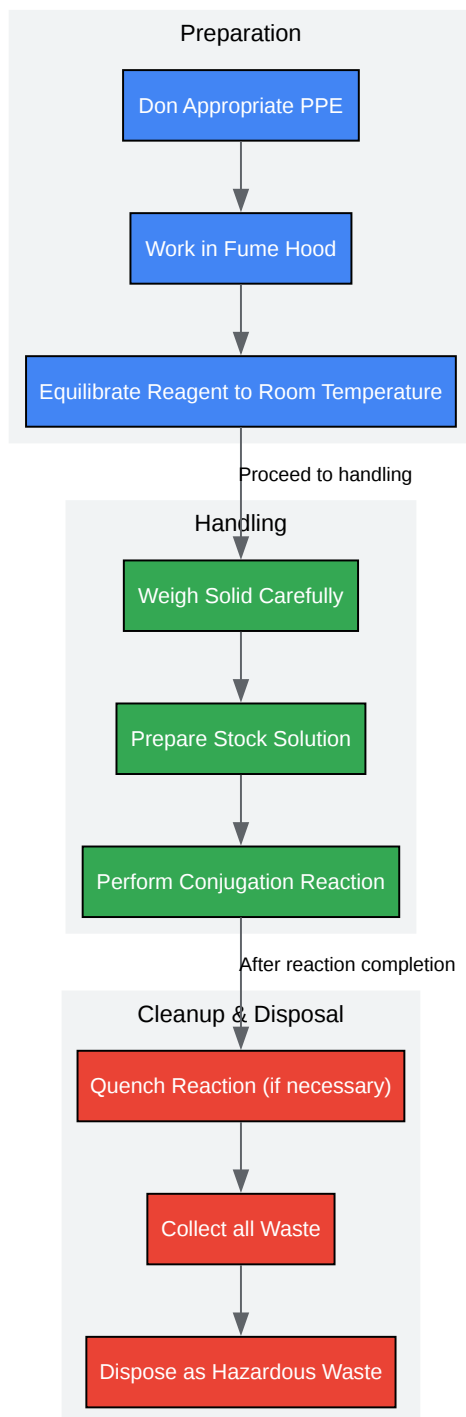 Preparation
Don Appropriate PPE
Work in Fume Hood
Equilibrate Reagent to Room Temperature
Proceed to handling
Handling
Weigh Solid Carefully
Prepare Stock Solution
Perform Conjugation Reaction
After reaction completion
Cleanup & Disposal
Quench Reaction (if necessary)
Collect all Waste
Dispose as Hazardous Waste